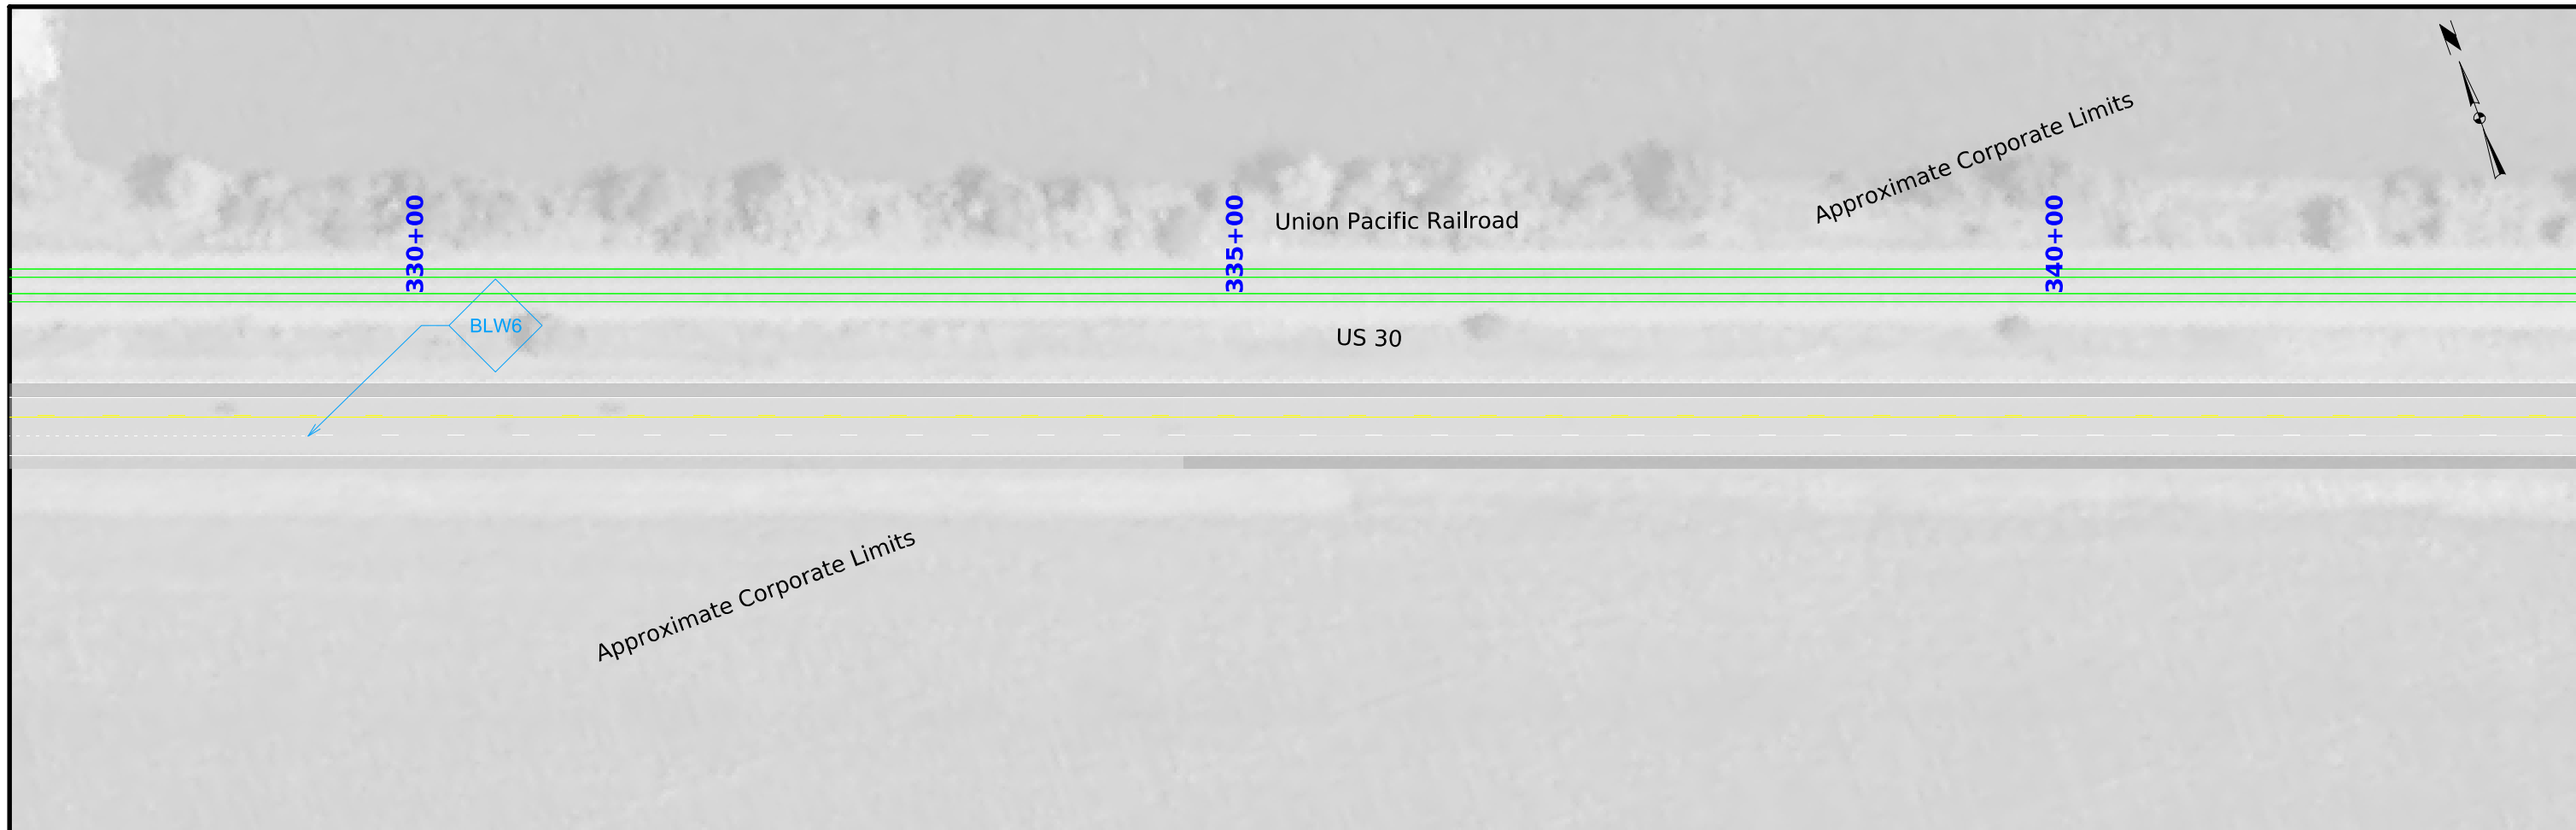 N
Approximate Corporate Limits
330+00
335+00
Union Pacific Railroad
340+00
BLW6
US 30
Approximate Corporate Limits